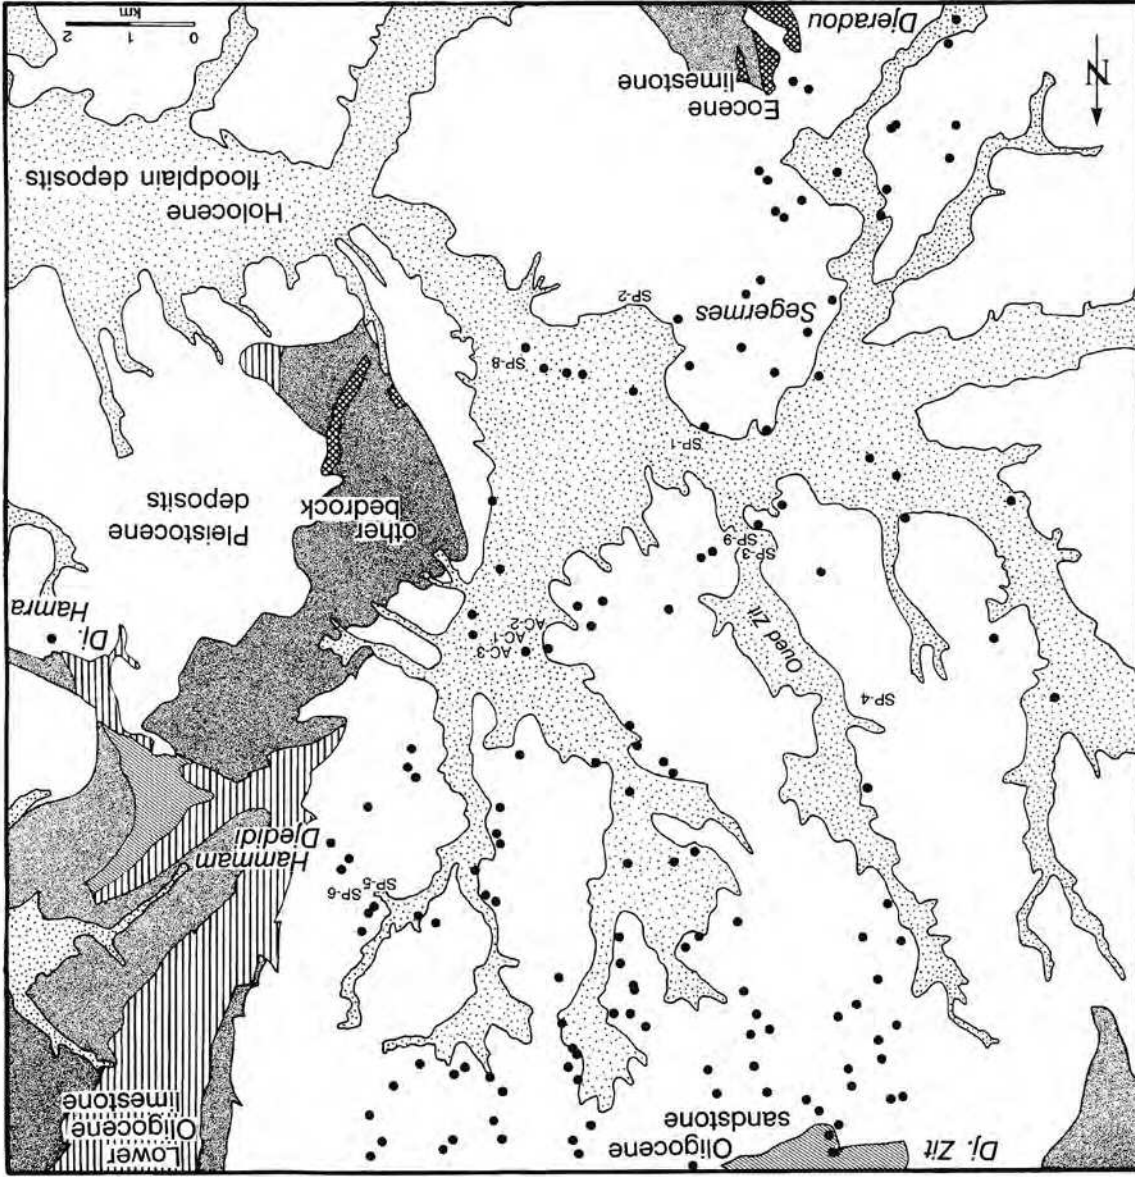 Dj. Zit
Oligocene
sandstone
Lower
Oligocene
limestone
SP-6
SP-5
Hammam
Djedidi
SP-4
Oued Zit
AC-3
AC-1
AC-2
Dj.
Hamra
SP-3
SP-9
other
bedrock
Pleistocene
deposits
SP-1
SP-8
Segermes
SP-2
Holocene
floodplain deposits
Eocene
limestone
N
Djeradou
0 1 2
km